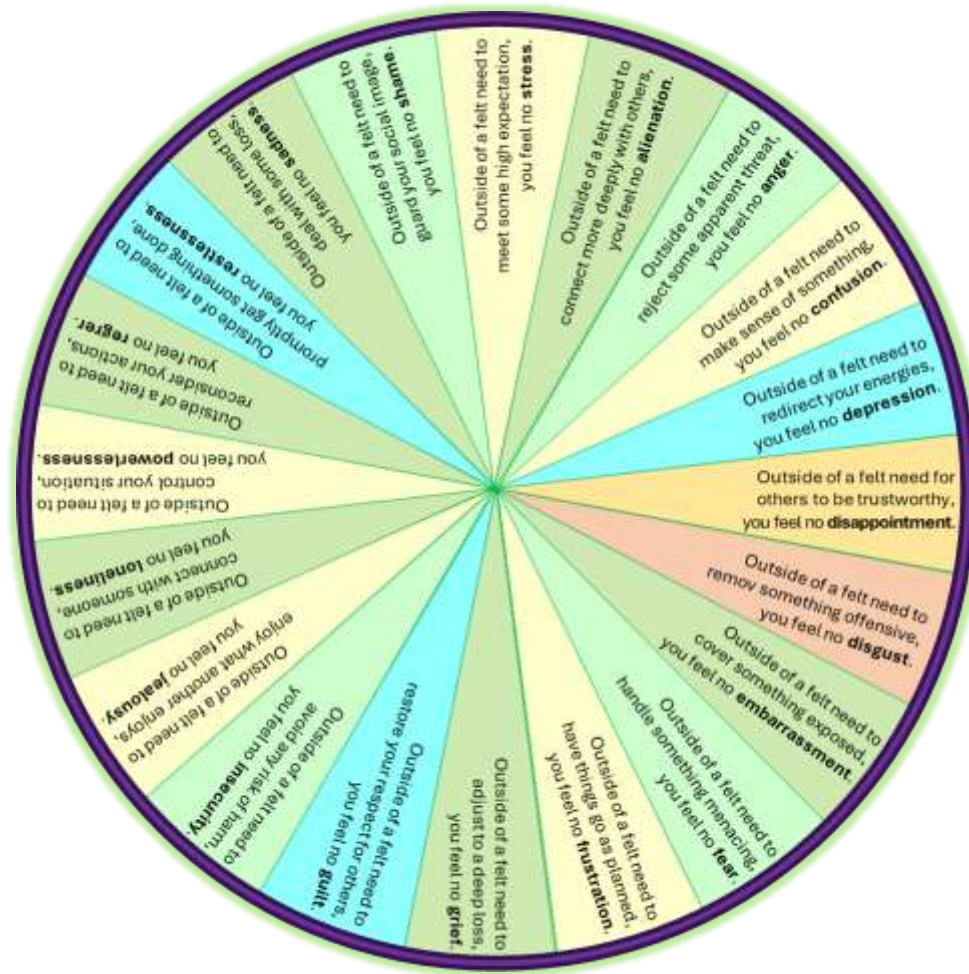 Outside of a felt need to
meet some high expectation,
you feel no stress.
Outside of a felt need to
connect more deeply with others,
you feel no alienation.
Outside of a felt need to
reject some apparent threat,
you feel no anger.
Outside of a felt need to
make sense of something,
you feel no confusion.
Outside of a felt need to
redirect your energies,
you feel no depression.
Outside of a felt need for
others to be trustworthy,
you feel no disappointment.
Outside of a felt need to
remov something offensive,
you feel no disgust.
Outside of a felt need to
cover something exposed,
you feel no embarrassment.
Outside of a felt need to
handle something menacing,
you feel no fear.
Outside of a felt need to
have things go as planned,
you feel no frustration.
Outside of a felt need to
adjust to a deep loss,
you feel no grief.
Outside of a felt need to
restore your respect for others,
you feel no guilt.
Outside of a felt need to
avord any risk of harm,
you feel no insecurity.
Outside of a felt need to
enjoy what another enjoys,
you feel no jealousy.
Outside of a felt need to
connect with someone,
you feel no loneliness.
Outside of a felt need to
control your situation,
you feel no powerlessness.
Outside of a felt need to
reconsider your actions,
you feel no regret.
Outside of a felt need to
promptly get something done,
you feel no restlessness.
Outside of a felt need to
deal with some loss,
you feel no sadness.
Outside of a felt need to
guard your social image,
you feel no shame.